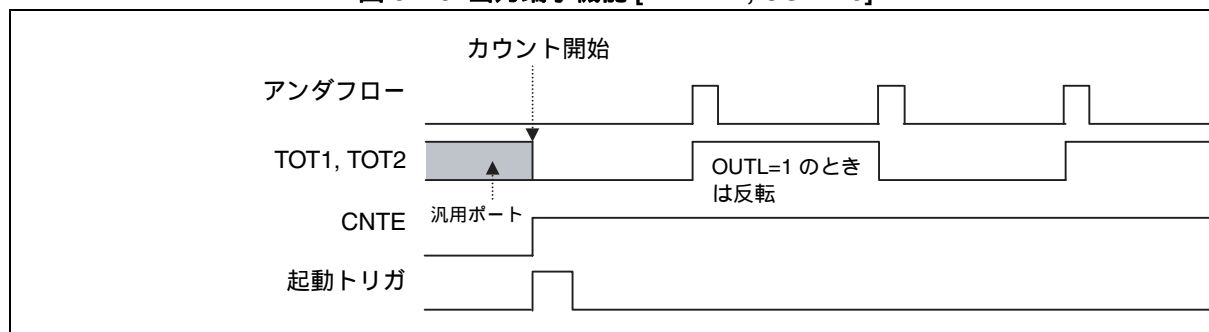 カウント開始
アンダフロー
TOT1, TOT2
OUTL=1 のとき
は反転
汎用ポート
CNTE
起動トリガ